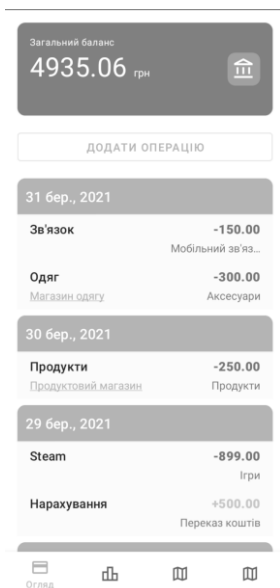 Загальний баланс
4935.06 грн
ДОДАТИ ОПЕРАЦІЮ
31 бер., 2021
Зв'язок -150.00
Мобільний зв'яз...
Одяг -300.00
Магазин одягу Аксесуари
30 бер., 2021
Продукти -250.00
Продуктовий магазин Продукти
29 бер., 2021
Steam -899.00
Ігри
Нарахування +500.00
Переказ коштів
Огляд